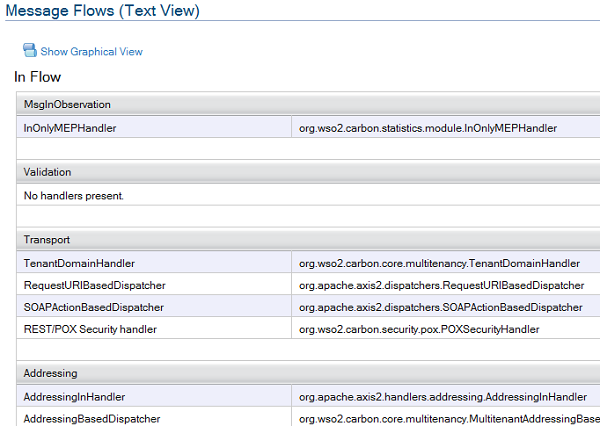 Message Flows (Text View)
Show Graphical View
In Flow
MsgInObservation
InOnlyMEPHandler org.wso2.carbon.statistics.module.InOnlyMEPHandler
Validation
No handlers present.
Transport
TenantDomainHandler org.wso2.carbon.core.multitenancy.TenantDomainHandler
RequestURIBasedDispatcher org.apache.axis2.dispatchers.RequestURIBasedDispatcher
SOAPActionBasedDispatcher org.apache.axis2.dispatchers.SOAPActionBasedDispatcher
REST/POX Security handler org.wso2.carbon.security.pox.POXSecurityHandler
Addressing
AddressingInHandler org.apache.axis2.handlers.addressing.AddressingInHandler
AddressingBasedDispatcher org.wso2.carbon.core.multitenancy.MultitenantAddressingBase